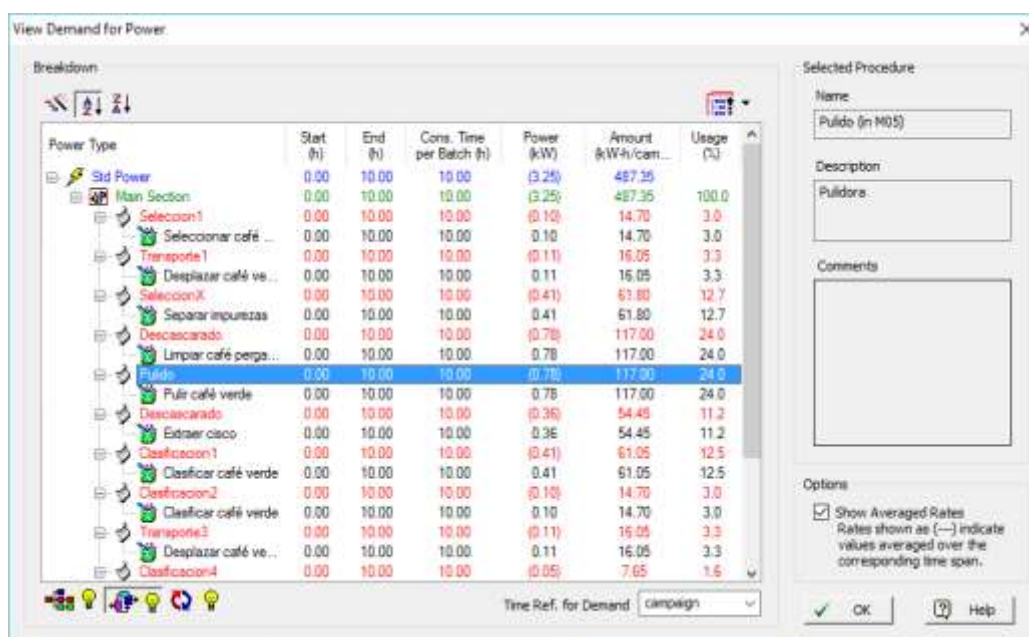 View Demand for Power
Breakdown
Power Type Start (h) End (h) Cons. Time per Batch (h) Power (kW) Amount (kW-h/cam... Usage (%)
Std Power 0.00 10.00 10.00 (3.25) 487.35
Main Section 0.00 10.00 10.00 (3.25) 487.35 100.0
Seleccion1 0.00 10.00 10.00 (0.10) 14.70 3.0
Seleccionar café ... 0.00 10.00 10.00 0.10 14.70 3.0
Transporte1 0.00 10.00 10.00 (0.11) 16.05 3.3
Desplazar café ve... 0.00 10.00 10.00 0.11 16.05 3.3
SeleccionX 0.00 10.00 10.00 (0.41) 61.80 12.7
Separar impurezas 0.00 10.00 10.00 0.41 61.80 12.7
Descascarado 0.00 10.00 10.00 (0.78) 117.00 24.0
Limpiar café perga... 0.00 10.00 10.00 0.78 117.00 24.0
Pulido 0.00 10.00 10.00 (0.78) 117.00 24.0
Pulir café verde 0.00 10.00 10.00 0.78 117.00 24.0
Descascarado 0.00 10.00 10.00 (0.36) 54.45 11.2
Extraer cisco 0.00 10.00 10.00 0.36 54.45 11.2
Clasificacion1 0.00 10.00 10.00 (0.41) 61.05 12.5
Clasificar café verde 0.00 10.00 10.00 0.41 61.05 12.5
Clasificacion2 0.00 10.00 10.00 (0.10) 14.70 3.0
Clasificar café verde 0.00 10.00 10.00 0.10 14.70 3.0
Transporte3 0.00 10.00 10.00 (0.11) 16.05 3.3
Desplazar café ve... 0.00 10.00 10.00 0.11 16.05 3.3
Clasificacion4 0.00 10.00 10.00 (0.05) 7.65 1.6
Time Ref. for Demand campaign
Selected Procedure
Name
Pulido (in M05)
Description
Pulidora
Comments
Options
Show Averaged Rates
Rates shown as (---) indicate
values averaged over the
corresponding time span.
OK Help